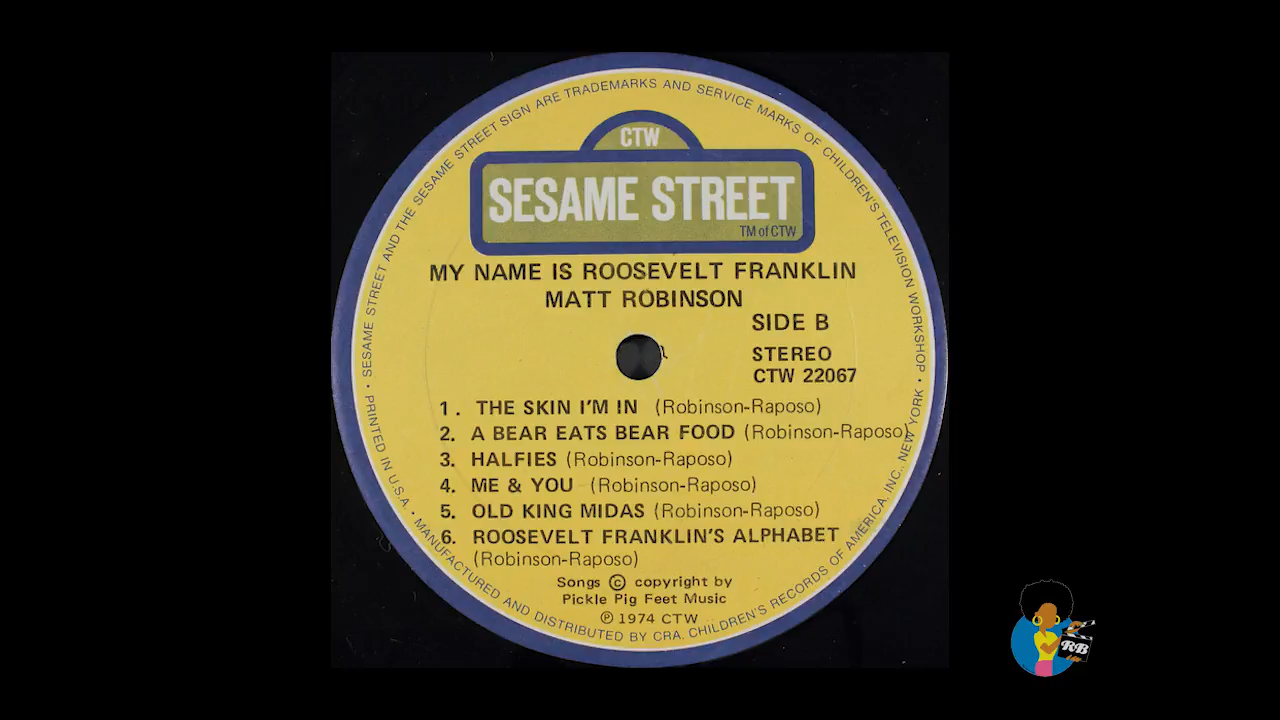 • SESAME STREET AND THE SESAME STREET SIGN ARE TRADEMARKS AND SERVICE MARKS OF CHILDREN'S TELEVISION WORKSHOP • NEW YORK
CTW
SESAME STREET
TM of CTW
MY NAME IS ROOSEVELT FRANKLIN
MATT ROBINSON
SIDE B
STEREO
CTW 22067
1. THE SKIN I'M IN (Robinson-Raposo)
2. A BEAR EATS BEAR FOOD (Robinson-Raposo)
3. HALFIES (Robinson-Raposo)
4. ME & YOU (Robinson-Raposo)
5. OLD KING MIDAS (Robinson-Raposo)
6. ROOSEVELT FRANKLIN'S ALPHABET
(Robinson-Raposo)
Songs © copyright by
Pickle Pig Feet Music
℗ 1974 CTW
PRINTED IN U.S.A. • MANUFACTURED AND DISTRIBUTED BY CRA. CHILDREN'S RECORDS OF AMERICA, INC.,
RB